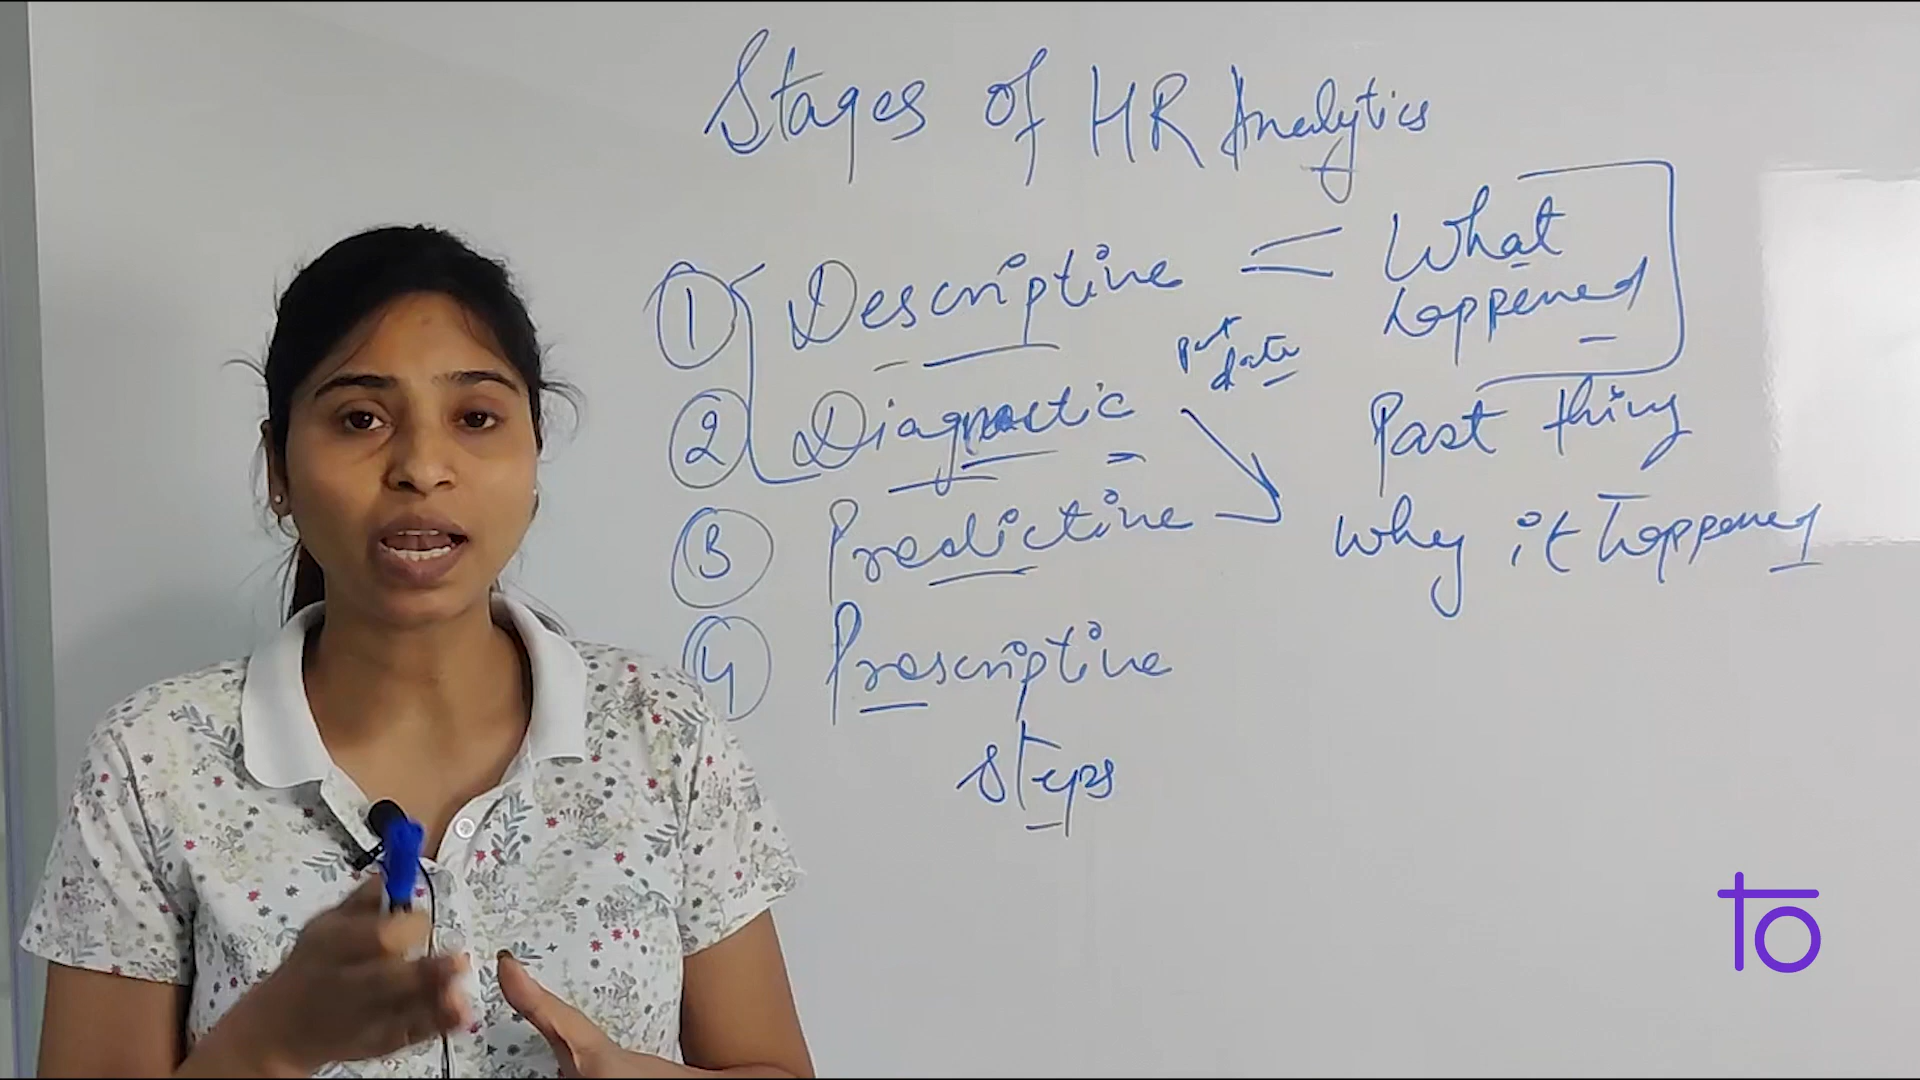 Stages of HR Analytics
1 Descriptive = What
happened
past
data
2 Diagnostic
Past thing
3 Predictive
Why it happened
4 Prescriptive
steps
to